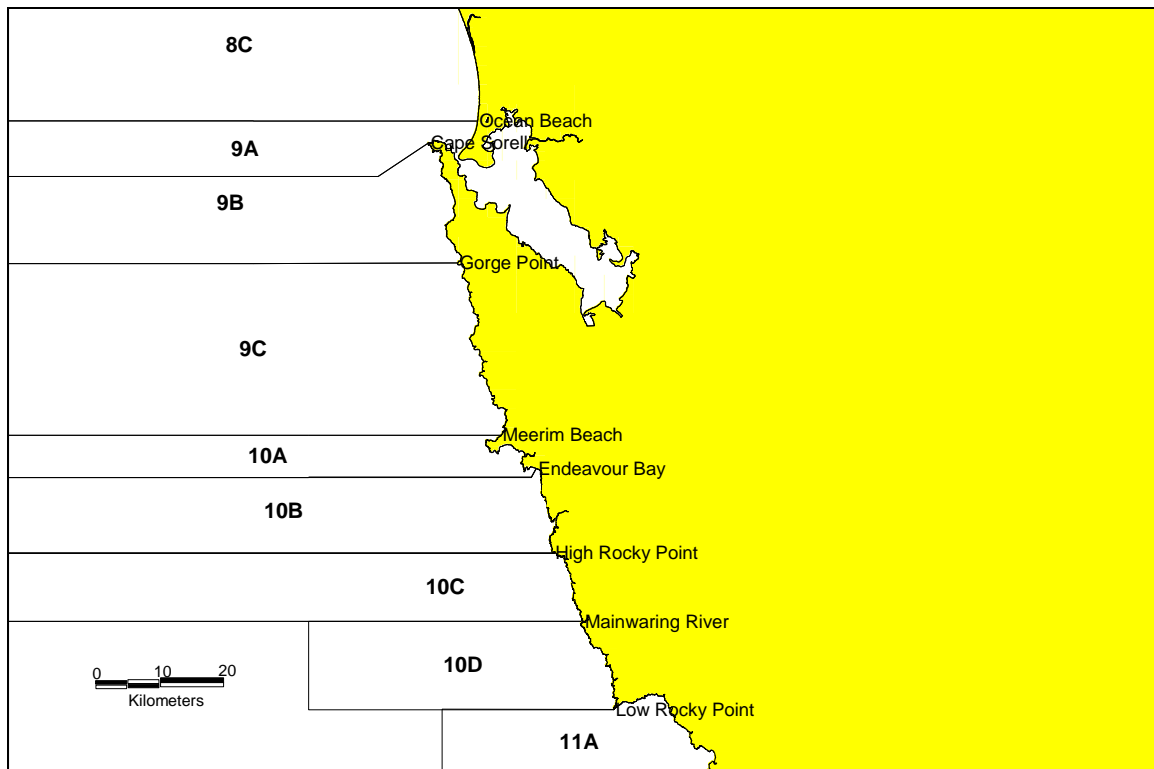 8C
Ocean Beach
9A
Cape Sorell
9B
Gorge Point
9C
Meerim Beach
10A
Endeavour Bay
10B
High Rocky Point
10C
Mainwaring River
10D
0 10 20
Kilometers
Low Rocky Point
11A